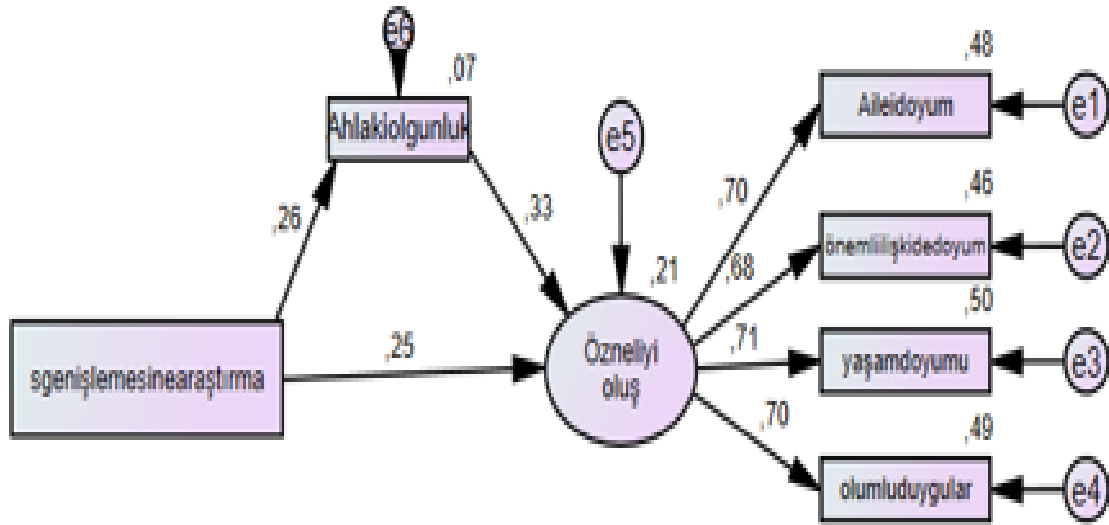 e6
,07
Ahlakiolgunluk
,26
,33
sgenişlemesinearaştırma
,25
e5
,21
Özneliyi
oluş
,70
,68
,71
,70
,48
Aileidoyum
e1
,46
önemliilişkidedoyum
e2
,50
yaşamdoyumu
e3
,49
olumluduygular
e4